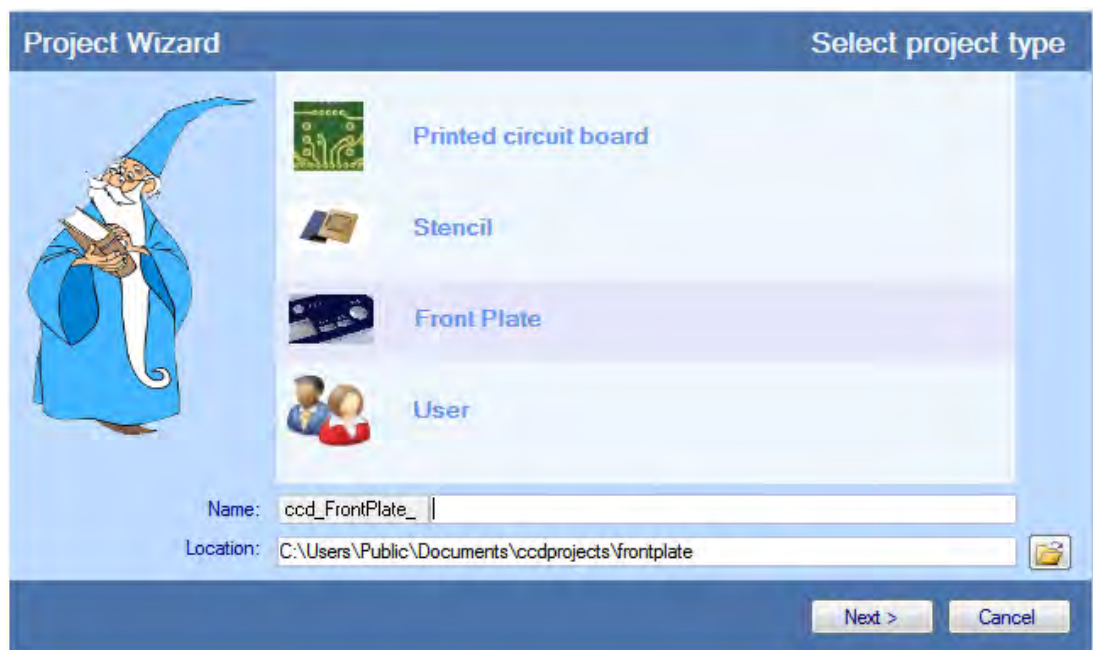 Project Wizard
Select project type
Printed circuit board
Stencil
Front Plate
User
Name: ccd_FrontPlate_
Location: C:\Users\Public\Documents\ccdprojects\frontplate
Next > Cancel